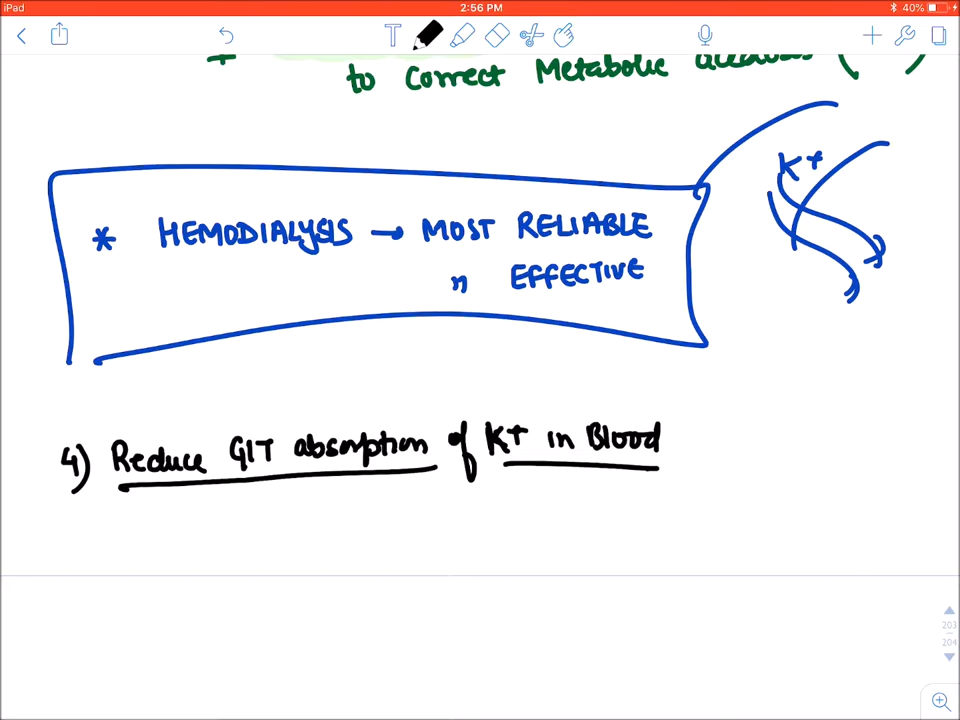 iPad
2:56 PM
40%
T
to Correct Metabolic
K+
* HEMODIALYSIS → MOST RELIABLE
" EFFECTIVE
4) Reduce GIT absorption of K+ in Blood
203
204